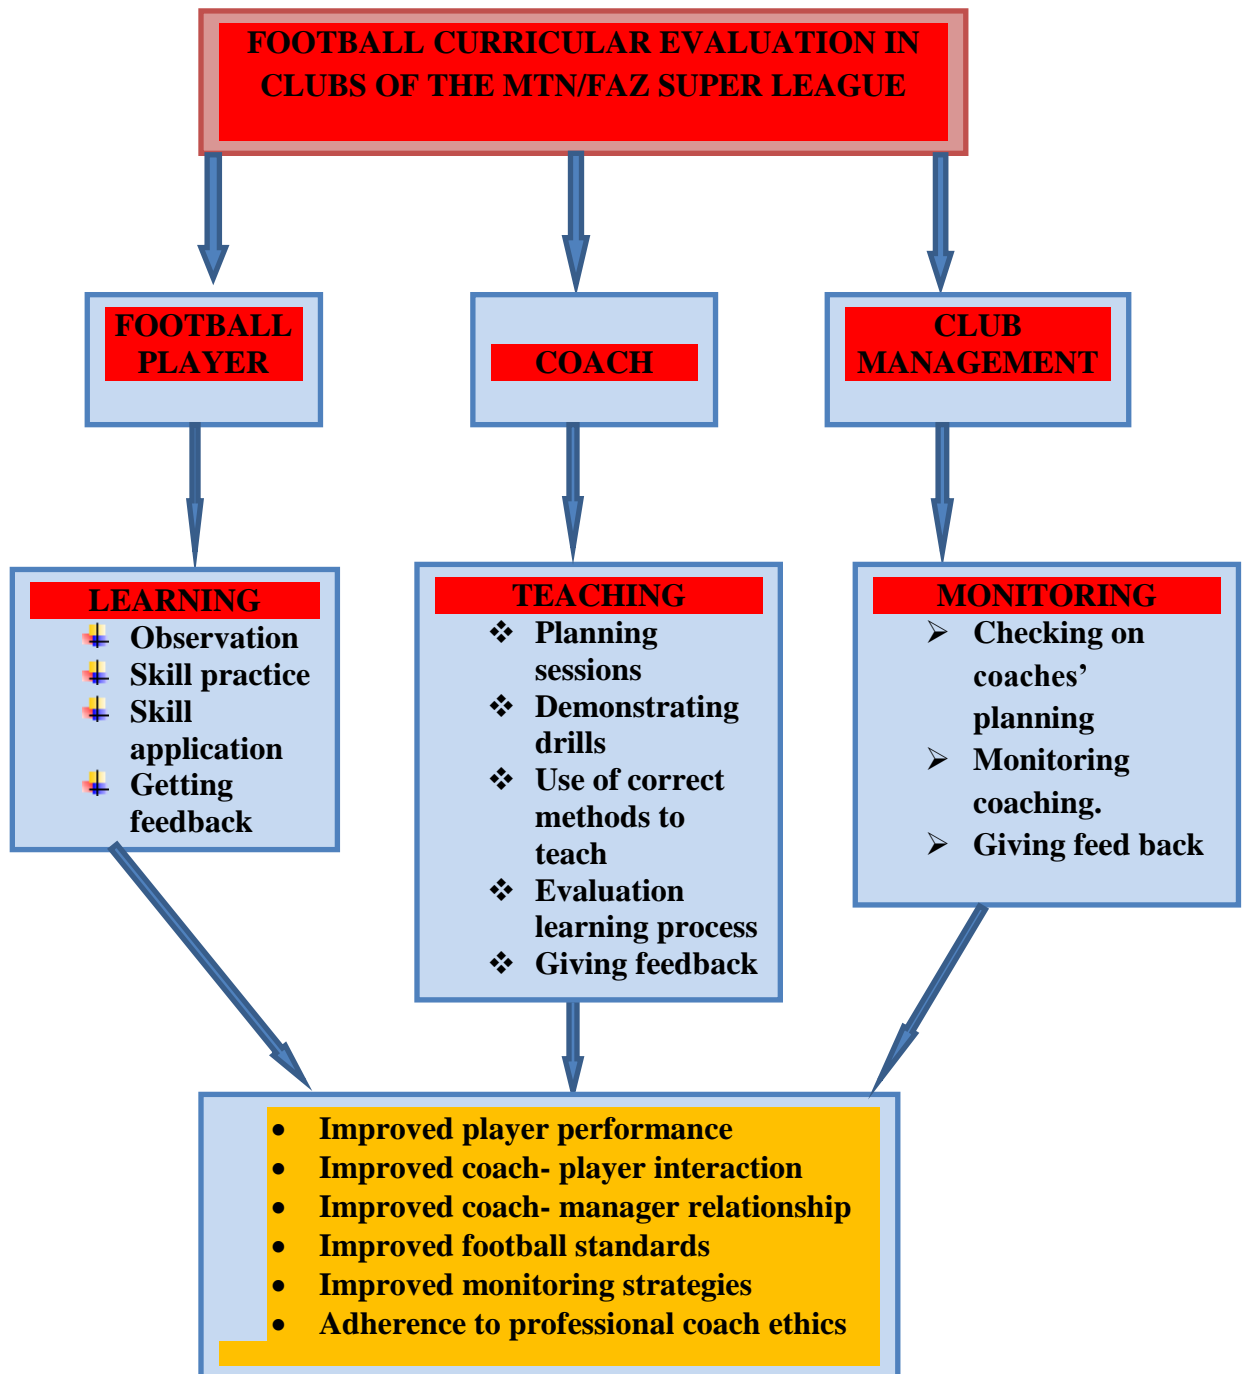 FOOTBALL CURRICULAR EVALUATION IN
CLUBS OF THE MTN/FAZ SUPER LEAGUE
FOOTBALL
PLAYER
COACH
CLUB
MANAGEMENT
LEARNING
Observation
Skill practice
Skill
application
Getting
feedback
TEACHING
❖ Planning
sessions
❖ Demonstrating
drills
❖ Use of correct
methods to
teach
❖ Evaluation
learning process
❖ Giving feedback
MONITORING
➢ Checking on
coaches’
planning
➢ Monitoring
coaching.
➢ Giving feed back
• Improved player performance
• Improved coach- player interaction
• Improved coach- manager relationship
• Improved football standards
• Improved monitoring strategies
• Adherence to professional coach ethics